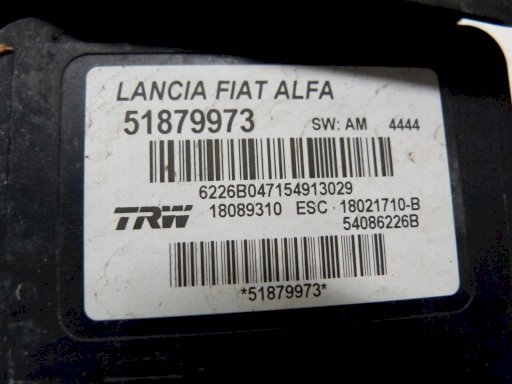 LANCIA FIAT ALFA
51879973 SW: AM 4444
6226B047154913029
TRW 18089310 ESC - 18021710-B
54086226B
*51879973*